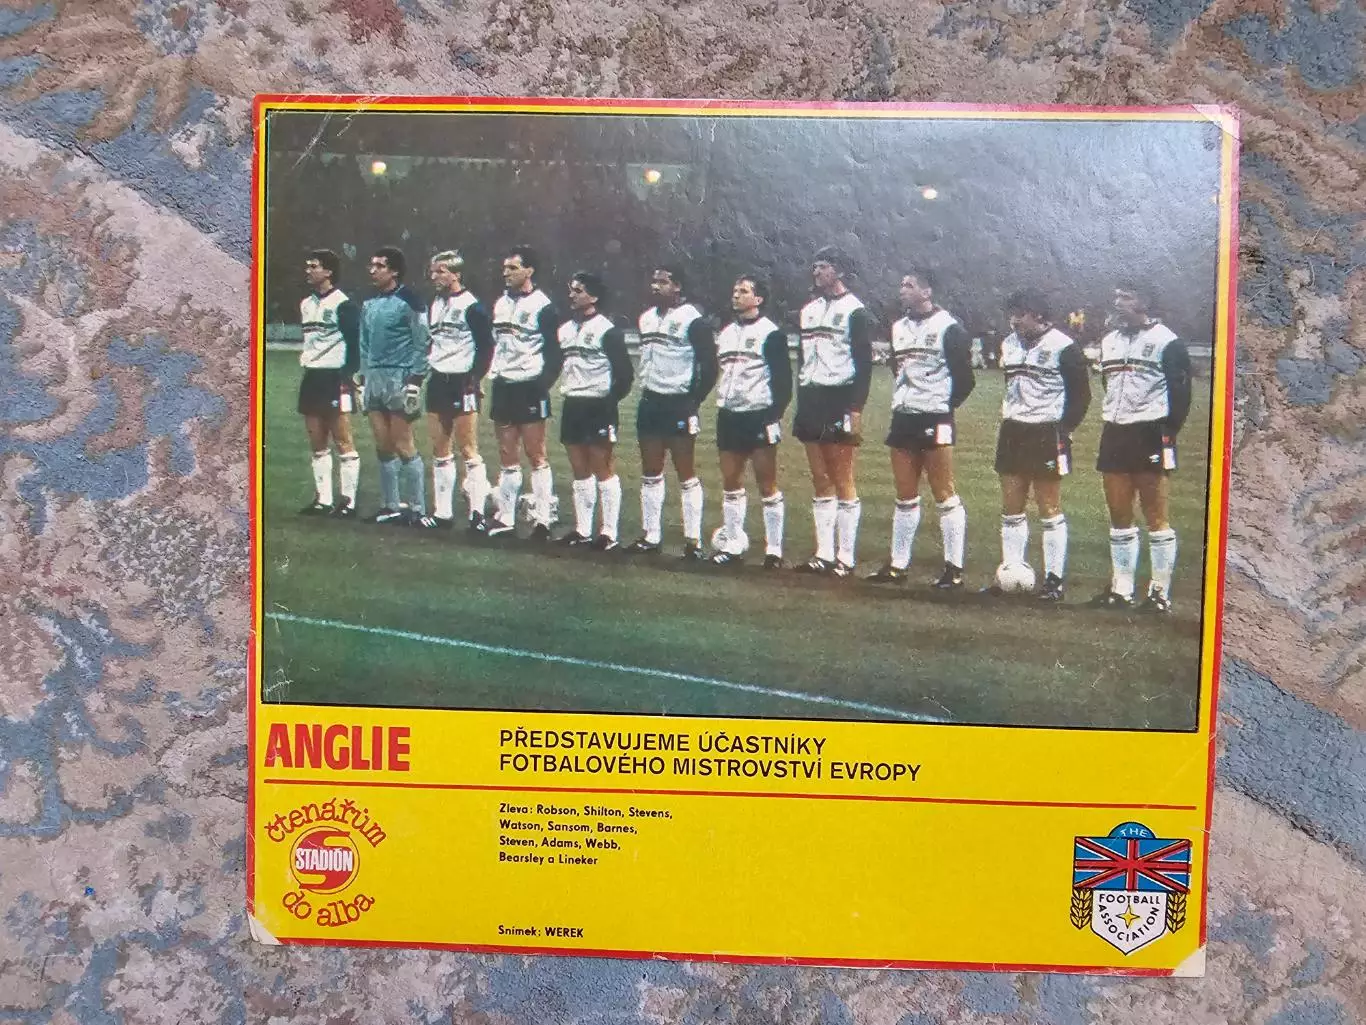 ANGLIE
PŘEDSTAVUJEME ÚČASTNÍKY
FOTBALOVÉHO MISTROVSTVÍ EVROPY
čtenářům
STADIÓN
do alba
Zleva: Robson, Shilton, Stevens,
Watson, Sansom, Barnes,
Steven, Adams, Webb,
Bearsley a Lineker
Snímek: WEREK
THE
FOOTBALL
ASSOCIATION